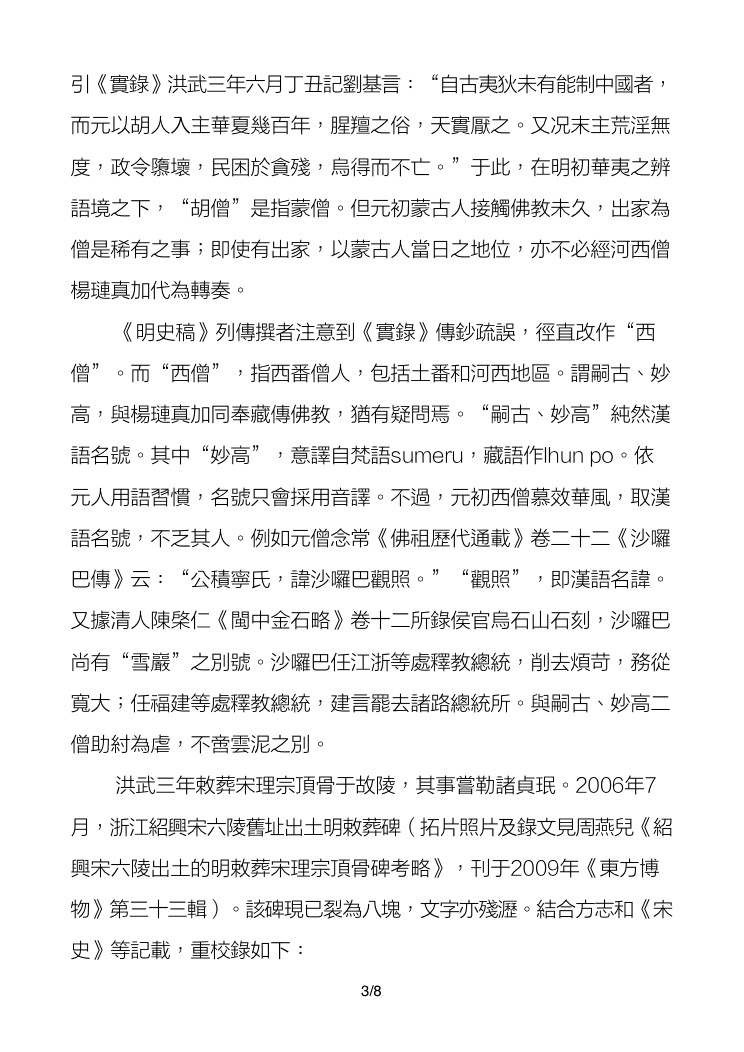 引《實錄》洪武三年六月丁丑記劉基言：“自古夷狄未有能制中國者，
而元以胡人入主華夏幾百年，腥羶之俗，天實厭之。又况末主荒淫無
度，政令隳壞，民困於貪殘，烏得而不亡。”于此，在明初華夷之辨
語境之下，“胡僧”是指蒙僧。但元初蒙古人接觸佛教未久，出家為
僧是稀有之事；即使有出家，以蒙古人當日之地位，亦不必經河西僧
楊璉真加代為轉奏。
《明史稿》列傳撰者注意到《實錄》傳鈔疏誤，徑直改作“西
僧”。而“西僧”，指西番僧人，包括土番和河西地區。謂嗣古、妙
高，與楊璉真加同奉藏傳佛教，猶有疑問焉。“嗣古、妙高”純然漢
語名號。其中“妙高”，意譯自梵語sumeru，藏語作lhun po。依
元人用語習慣，名號只會採用音譯。不過，元初西僧慕效華風，取漢
語名號，不乏其人。例如元僧念常《佛祖歷代通載》卷二十二《沙囉
巴傳》云：“公積寧氏，諱沙囉巴觀照。”“觀照”，即漢語名諱。
又據清人陳棨仁《閩中金石略》卷十二所錄侯官烏石山石刻，沙囉巴
尚有“雪巖”之別號。沙囉巴任江浙等處釋教總統，削去煩苛，務從
寬大；任福建等處釋教總統，建言罷去諸路總統所。與嗣古、妙高二
僧助紂為虐，不啻雲泥之別。
洪武三年敕葬宋理宗頂骨于故陵，其事嘗勒諸貞珉。2006年7
月，浙江紹興宋六陵舊址出土明敕葬碑（拓片照片及錄文見周燕兒《紹
興宋六陵出土的明敕葬宋理宗頂骨碑考略》，刊于2009年《東方博
物》第三十三輯）。該碑現已裂為八塊，文字亦殘瀝。結合方志和《宋
史》等記載，重校錄如下：
3/8